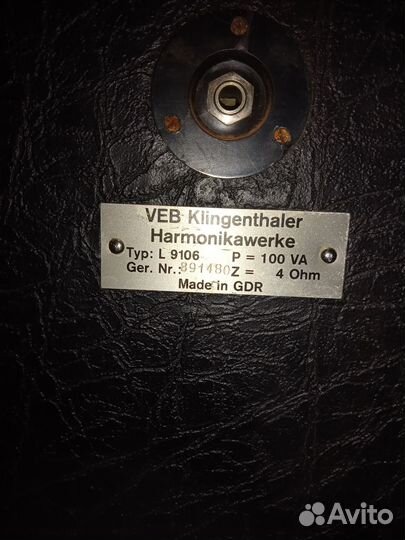 VEB Klingenthaler
Harmonikawerke
Typ: L 9106 P = 100 VA
Ger. Nr.: 891480 Z = 4 Ohm
Made in GDR
Avito